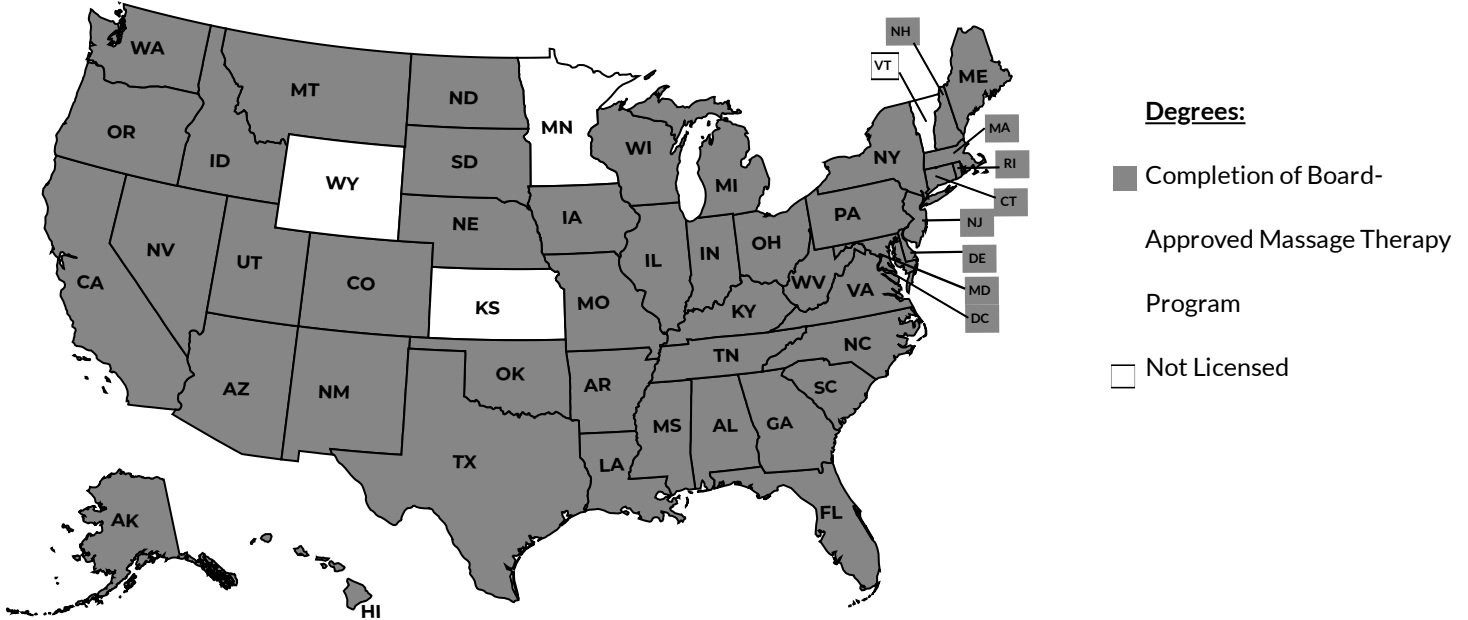 NH
WA
VT
ME
MT
ND
MN
OR
MA
WI
ID
SD
NY
RI
WY
MI
CT
PA
IA
NE
NJ
OH
NV
IN
UT
IL
DE
CO
WV
CA
VA
MD
MO
KS
KY
DC
NC
TN
OK
AR
SC
AZ
NM
MS
AL
GA
TX
LA
FL
AK
HI
Degrees:
Completion of Board-
Approved Massage Therapy
Program
Not Licensed